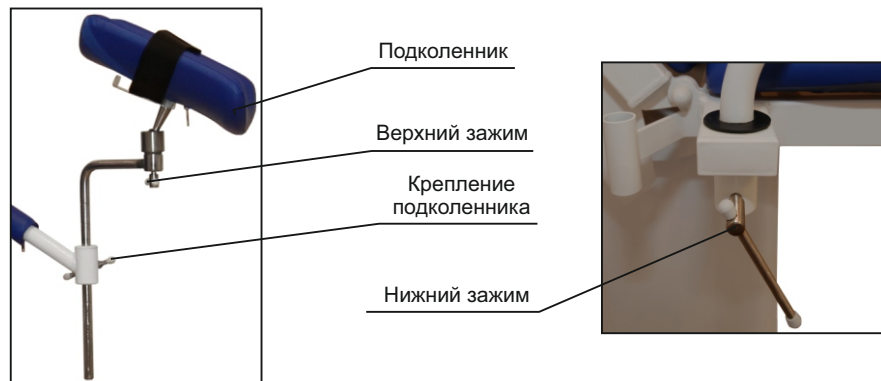 Подколенник
Верхний зажим
Крепление
подколенника
Нижний зажим